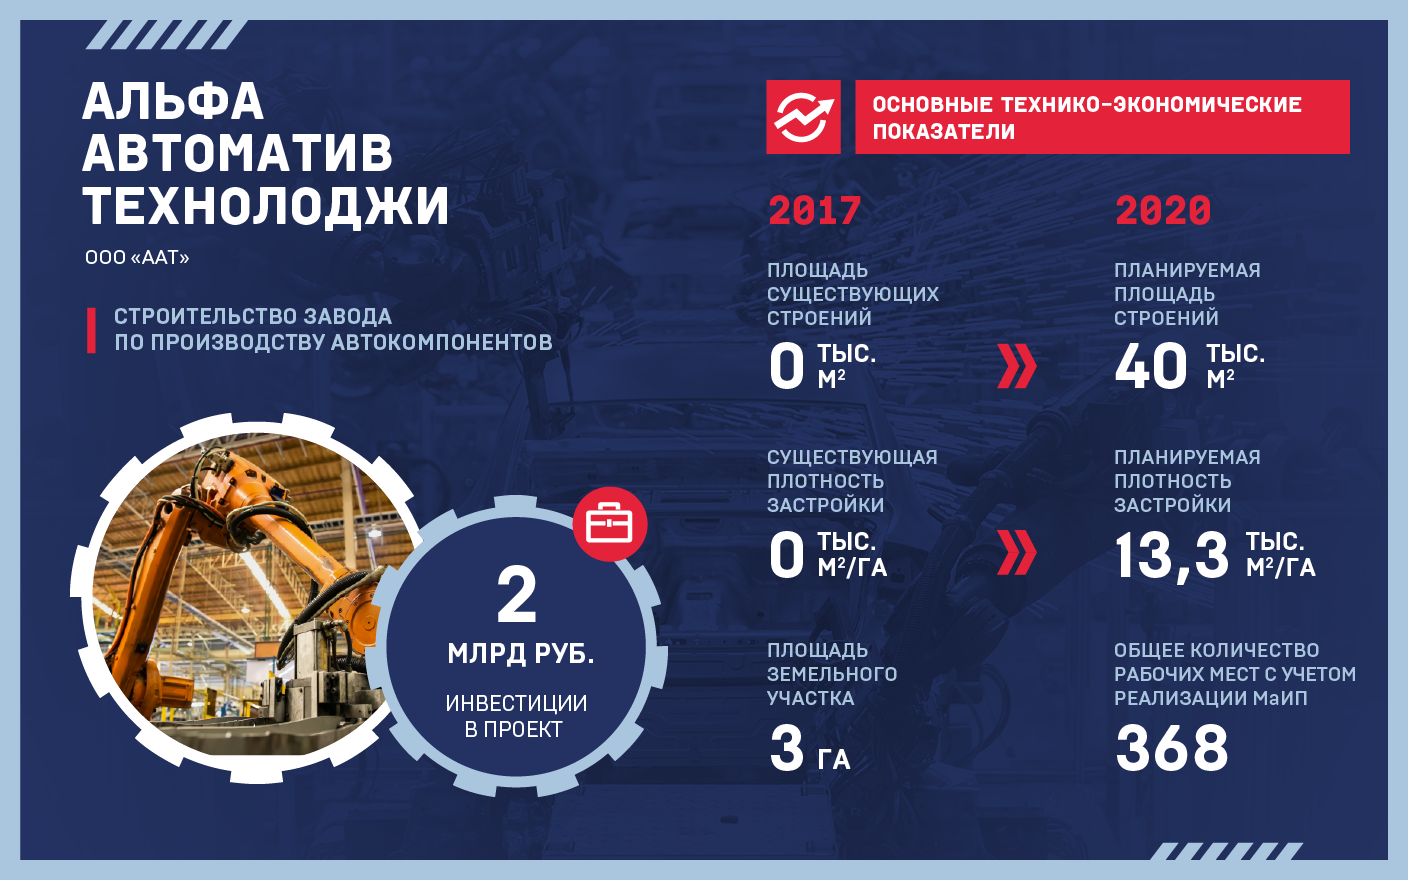 АЛЬФА
АВТОМАТИВ
ТЕХНОЛОДЖИ
ООО «ААТ»
СТРОИТЕЛЬСТВО ЗАВОДА
ПО ПРОИЗВОДСТВУ АВТОКОМПОНЕНТОВ
2
МЛРД РУБ.
ИНВЕСТИЦИИ
В ПРОЕКТ
ОСНОВНЫЕ ТЕХНИКО-ЭКОНОМИЧЕСКИЕ
ПОКАЗАТЕЛИ
2017
ПЛОЩАДЬ
СУЩЕСТВУЮЩИХ
СТРОЕНИЙ
0 ТЫС.
М²
СУЩЕСТВУЮЩАЯ
ПЛОТНОСТЬ
ЗАСТРОЙКИ
0 ТЫС.
М²/ГА
ПЛОЩАДЬ
ЗЕМЕЛЬНОГО
УЧАСТКА
3 ГА
2020
ПЛАНИРУЕМАЯ
ПЛОЩАДЬ
СТРОЕНИЙ
40 ТЫС.
М²
ПЛАНИРУЕМАЯ
ПЛОТНОСТЬ
ЗАСТРОЙКИ
13,3 ТЫС.
М²/ГА
ОБЩЕЕ КОЛИЧЕСТВО
РАБОЧИХ МЕСТ С УЧЕТОМ
РЕАЛИЗАЦИИ МаИП
368